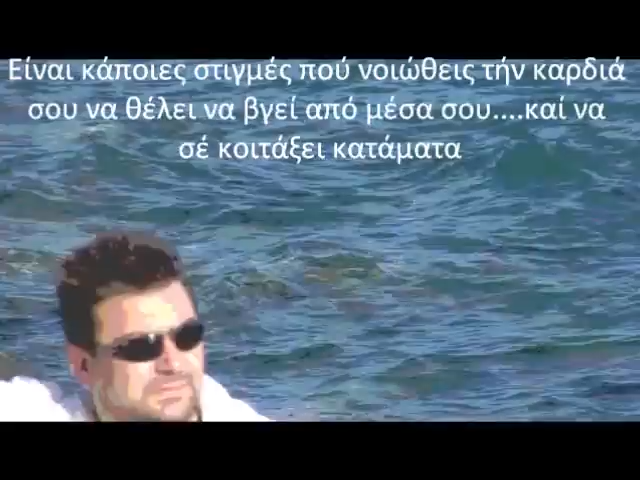 Είναι κάποιες στιγμές πού νοιώθεις τήν καρδιά
σου να θέλει να βγεί από μέσα σου....καί να
σέ κοιτάξει κατάματα